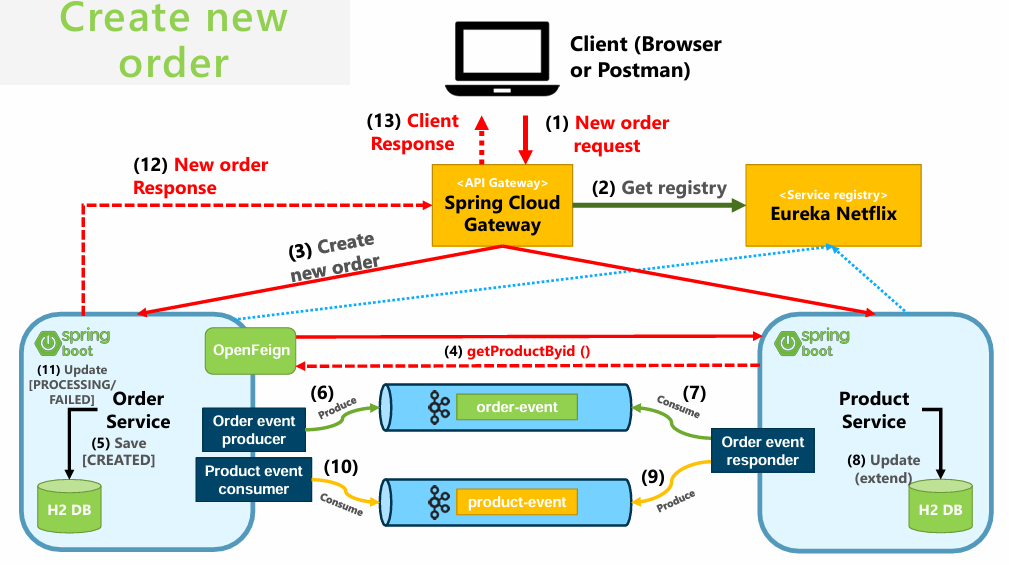 Create new
order
Client (Browser
or Postman)
(13) Client
Response
(1) New order
request
(12) New order
Response
<API Gateway>
Spring Cloud
Gateway
(2) Get registry
<Service registry>
Eureka Netflix
(3) Create
new order
spring
boot
OpenFeign
(4) getProductByid ()
spring
boot
(11) Update
[PROCESSING/
FAILED]
Order
Service
(5) Save
[CREATED]
H2 DB
Order event
producer
Product event
consumer
(6)
Produce
order-event
(7)
Consume
(10)
Consume
product-event
(9)
Produce
Order event
responder
Product
Service
(8) Update
(extend)
H2 DB